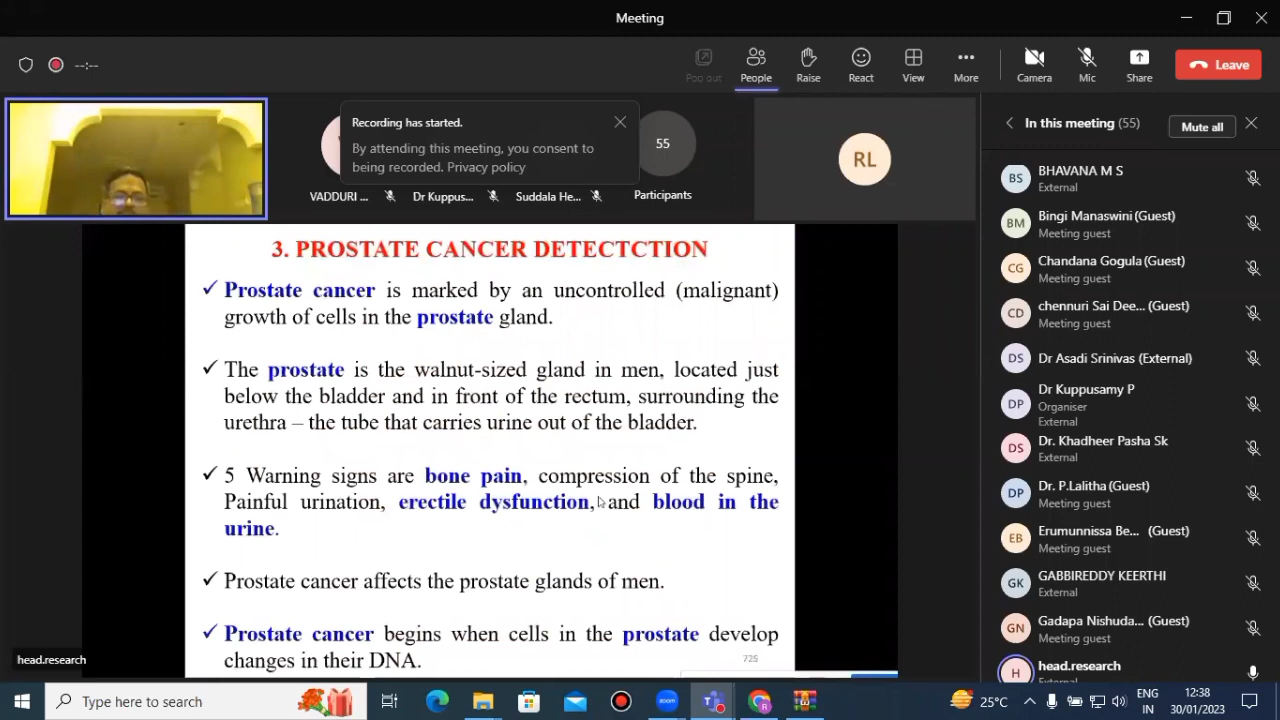 Meeting
--:--
Pop out
People
Raise
React
View
More
Camera
Mic
Share
Leave
Recording has started.
By attending this meeting, you consent to
being recorded. Privacy policy
VADDURI ...
Dr Kuppus...
Suddala He...
55
Participants
RL
In this meeting (55)
Mute all
BS
BHAVANA M S
External
BM
Bingi Manaswini (Guest)
Meeting guest
CG
Chandana Gogula (Guest)
Meeting guest
CD
chennuri Sai Dee... (Guest)
Meeting guest
DS
Dr Asadi Srinivas (External)
DP
Dr Kuppusamy P
Organiser
External
DS
Dr. Khadheer Pasha Sk
External
DP
Dr. P.Lalitha (Guest)
Meeting guest
EB
Erumunnissa Be... (Guest)
Meeting guest
GK
GABBIREDDY KEERTHI
External
GN
Gadapa Nishuda... (Guest)
Meeting guest
H
head.research
External
3. PROSTATE CANCER DETECTCTION
✓ Prostate cancer is marked by an uncontrolled (malignant)
growth of cells in the prostate gland.
✓ The prostate is the walnut-sized gland in men, located just
below the bladder and in front of the rectum, surrounding the
urethra – the tube that carries urine out of the bladder.
✓ 5 Warning signs are bone pain, compression of the spine,
Painful urination, erectile dysfunction, and blood in the
urine.
✓ Prostate cancer affects the prostate glands of men.
✓ Prostate cancer begins when cells in the prostate develop
changes in their DNA.
725
head.research
Type here to search
zoom
25°C
ENG
IN
12:38
30/01/2023